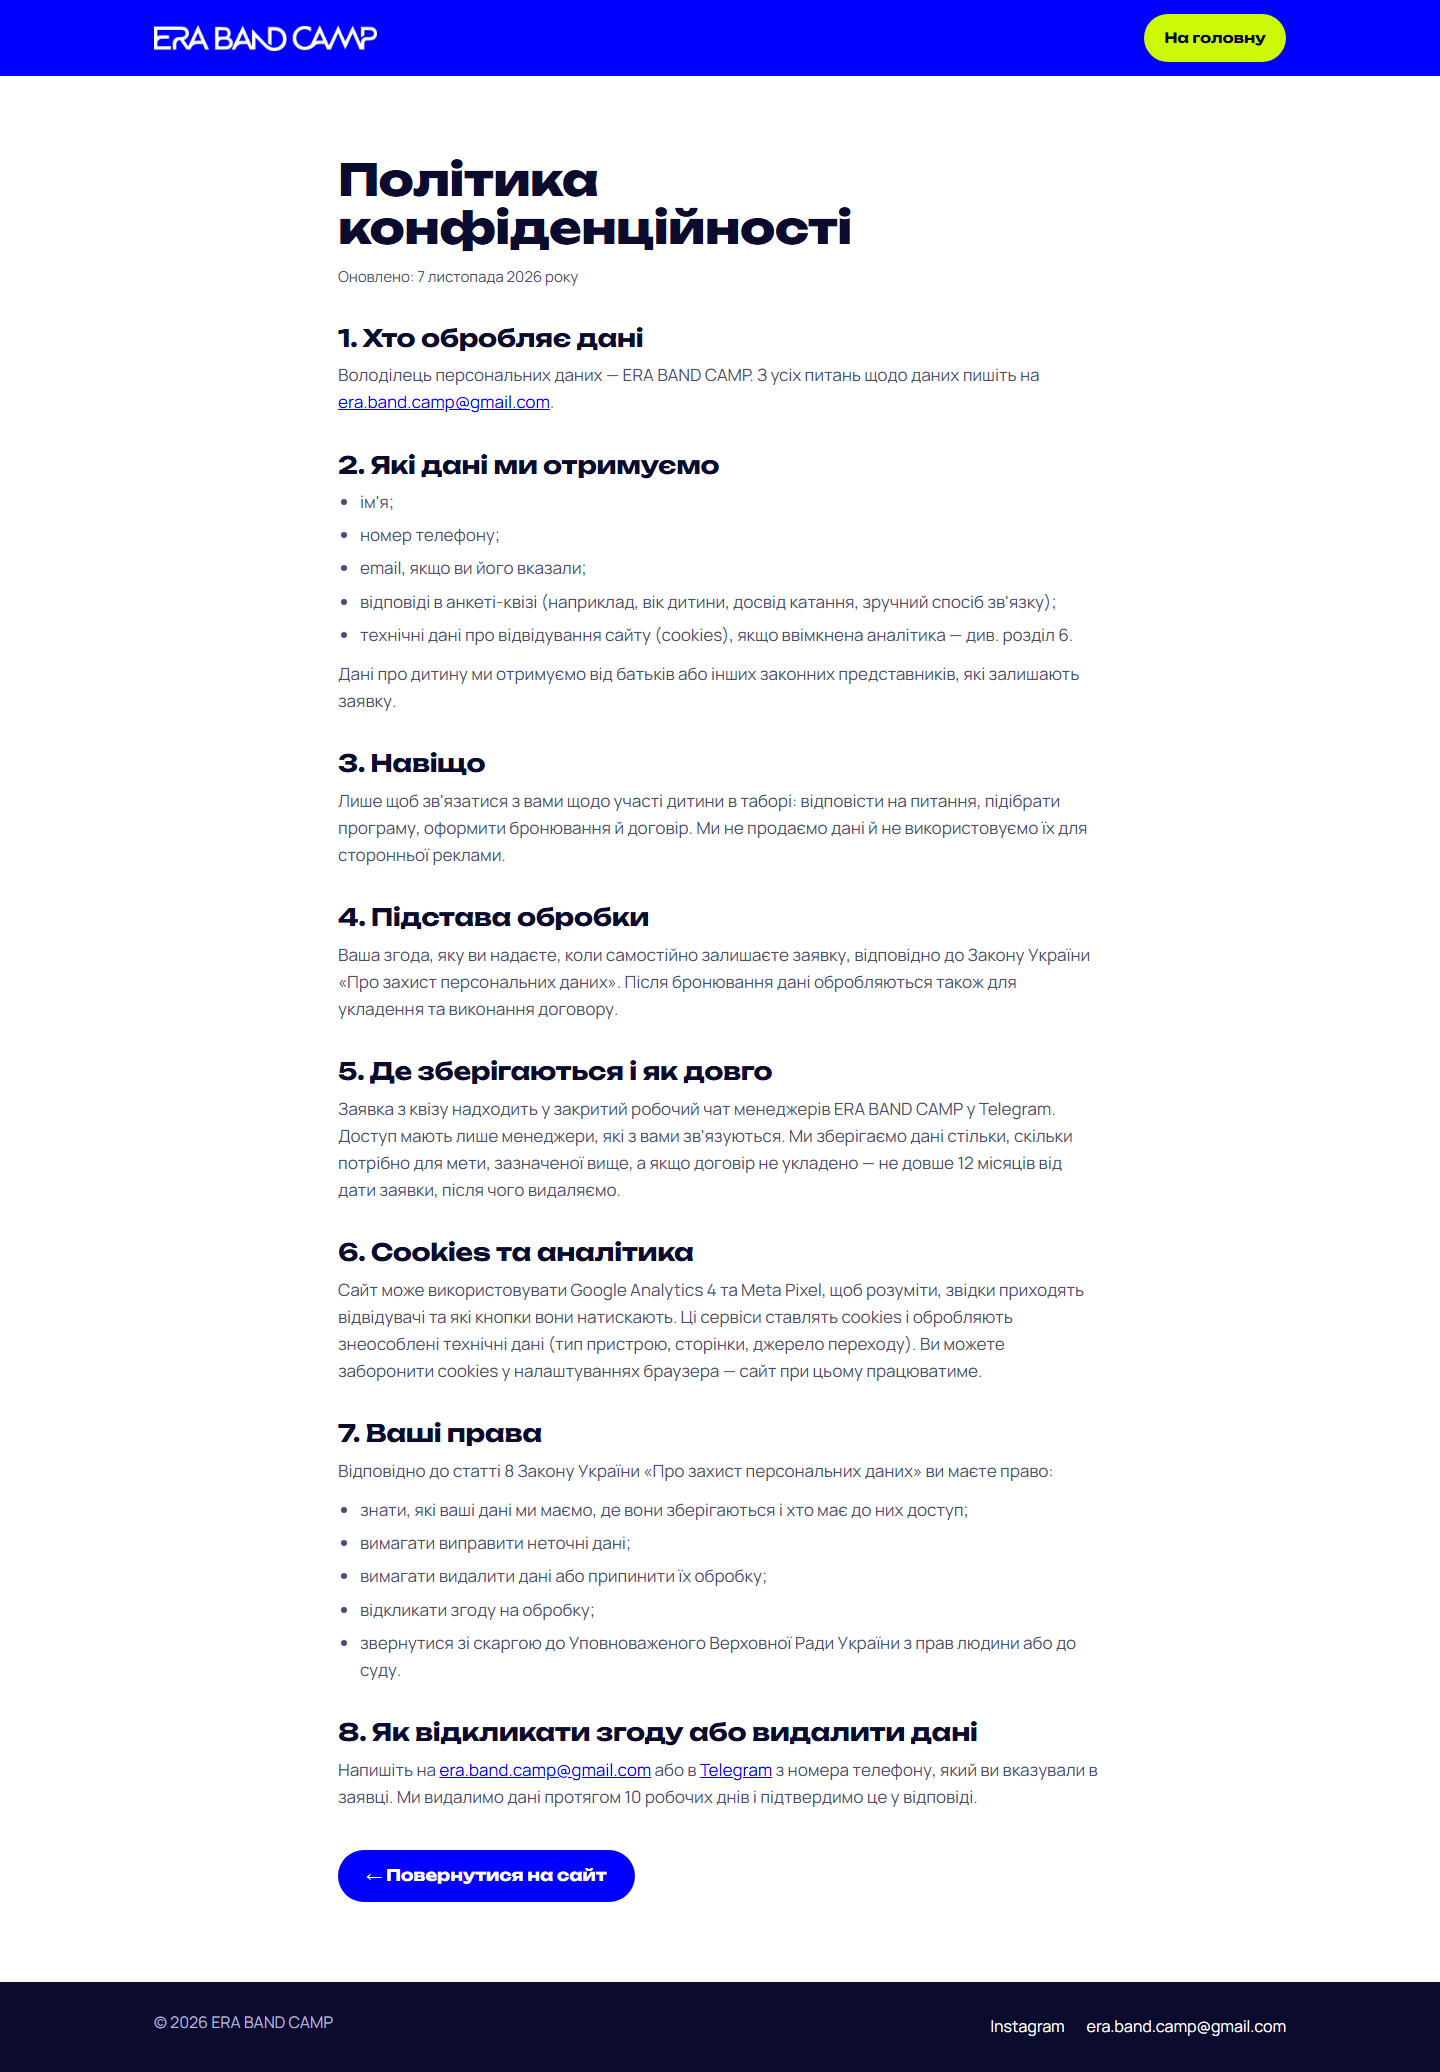 ERA BAND CAMP
На головну
Політика
конфіденційності
Оновлено: 7 листопада 2026 року
1. Хто обробляє дані
Володілець персональних даних — ERA BAND CAMP. З усіх питань щодо даних пишіть на
era.band.camp@gmail.com.
2. Які дані ми отримуємо
• ім'я;
• номер телефону;
• email, якщо ви його вказали;
• відповіді в анкеті-квізі (наприклад, вік дитини, досвід катання, зручний спосіб зв'язку);
• технічні дані про відвідування сайту (cookies), якщо ввімкнена аналітика — див. розділ 6.
Дані про дитину ми отримуємо від батьків або інших законних представників, які залишають
заявку.
3. Навіщо
Лише щоб зв'язатися з вами щодо участі дитини в таборі: відповісти на питання, підібрати
програму, оформити бронювання й договір. Ми не продаємо дані й не використовуємо їх для
сторонньої реклами.
4. Підстава обробки
Ваша згода, яку ви надаєте, коли самостійно залишаєте заявку, відповідно до Закону України
«Про захист персональних даних». Після бронювання дані обробляються також для
укладення та виконання договору.
5. Де зберігаються і як довго
Заявка з квізу надходить у закритий робочий чат менеджерів ERA BAND CAMP у Telegram.
Доступ мають лише менеджери, які з вами зв'язуються. Ми зберігаємо дані стільки, скільки
потрібно для мети, зазначеної вище, а якщо договір не укладено — не довше 12 місяців від
дати заявки, після чого видаляємо.
6. Cookies та аналітика
Сайт може використовувати Google Analytics 4 та Meta Pixel, щоб розуміти, звідки приходять
відвідувачі та які кнопки вони натискають. Ці сервіси ставлять cookies і обробляють
знеособлені технічні дані (тип пристрою, сторінки, джерело переходу). Ви можете
заборонити cookies у налаштуваннях браузера — сайт при цьому працюватиме.
7. Ваші права
Відповідно до статті 8 Закону України «Про захист персональних даних» ви маєте право:
• знати, які ваші дані ми маємо, де вони зберігаються і хто має до них доступ;
• вимагати виправити неточні дані;
• вимагати видалити дані або припинити їх обробку;
• відкликати згоду на обробку;
• звернутися зі скаргою до Уповноваженого Верховної Ради України з прав людини або до
суду.
8. Як відкликати згоду або видалити дані
Напишіть на era.band.camp@gmail.com або в Telegram з номера телефону, який ви вказували в
заявці. Ми видалимо дані протягом 10 робочих днів і підтвердимо це у відповіді.
← Повернутися на сайт
© 2026 ERA BAND CAMP
Instagram era.band.camp@gmail.com